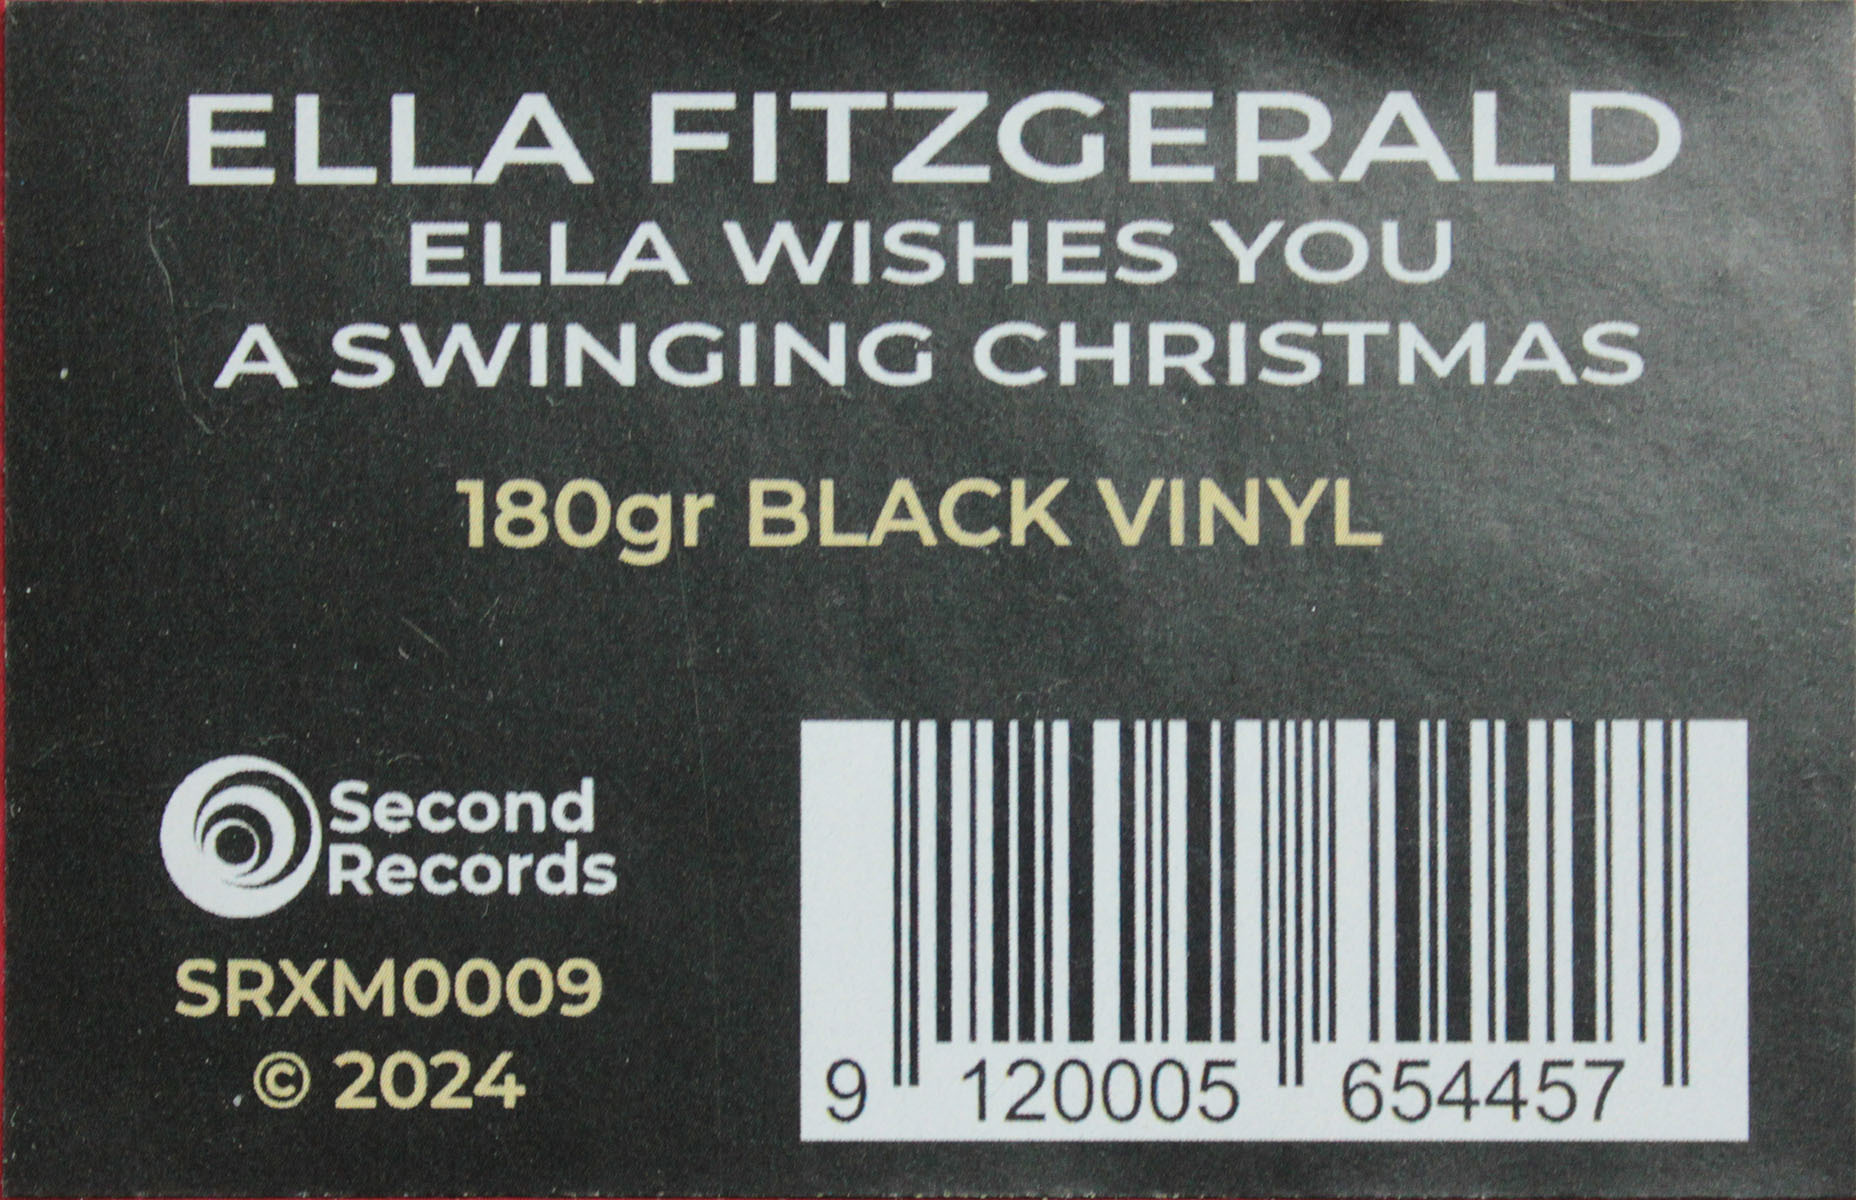 ELLA FITZGERALD
ELLA WISHES YOU
A SWINGING CHRISTMAS
180gr BLACK VINYL
Second
Records
SRXM0009
© 2024
9 120005 654457